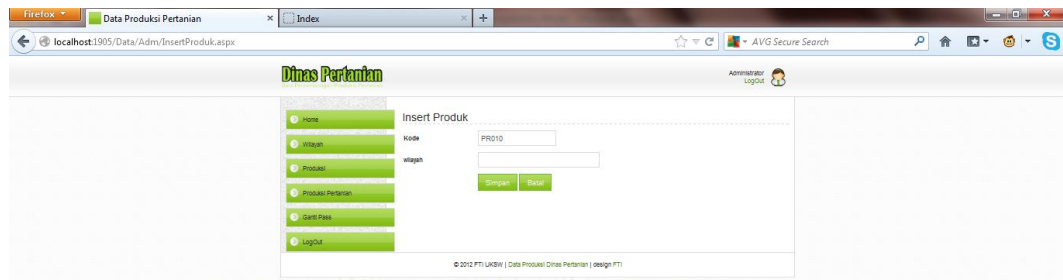 Firefox
Data Produksi Pertanian
Index
localhost:1905/Data/Adm/InsertProduk.aspx
AVG Secure Search
Dinas Pertanian
Administrator
LogOut
Home
Wilayah
Produksi
Produksi Pertanian
Ganti Pass
LogOut
Insert Produk
Kode
PR010
wilayah
Simpan Batal
© 2012 FTI UKSW | Data Produksi Dinas Pertanian | design FTI